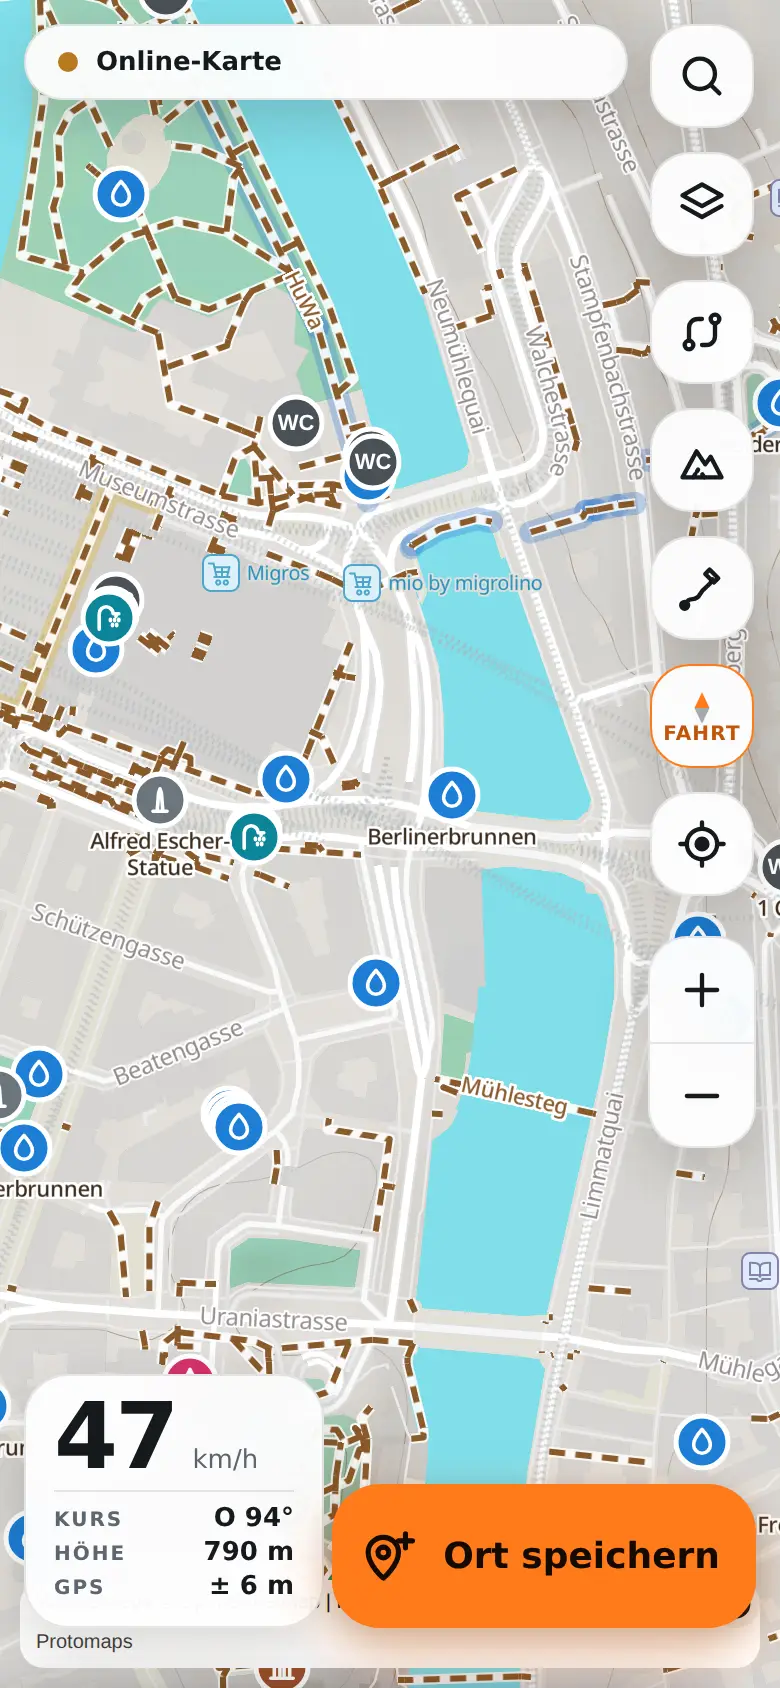 Online-Karte
HuWa
Neumühlequai
Walchestrasse
Stampfenbachstrasse
WC
WC
Museumstrasse
Migros
mio by migrolino
FAHRT
Alfred Escher-
Statue
Berlinerbrunnen
Schützengasse
Beatengasse
Mühlesteg
Limmatquai
erbrunnen
Uraniastrasse
47 km/h
KURS O 94°
HÖHE 790 m
GPS ± 6 m
Ort speichern
Protomaps